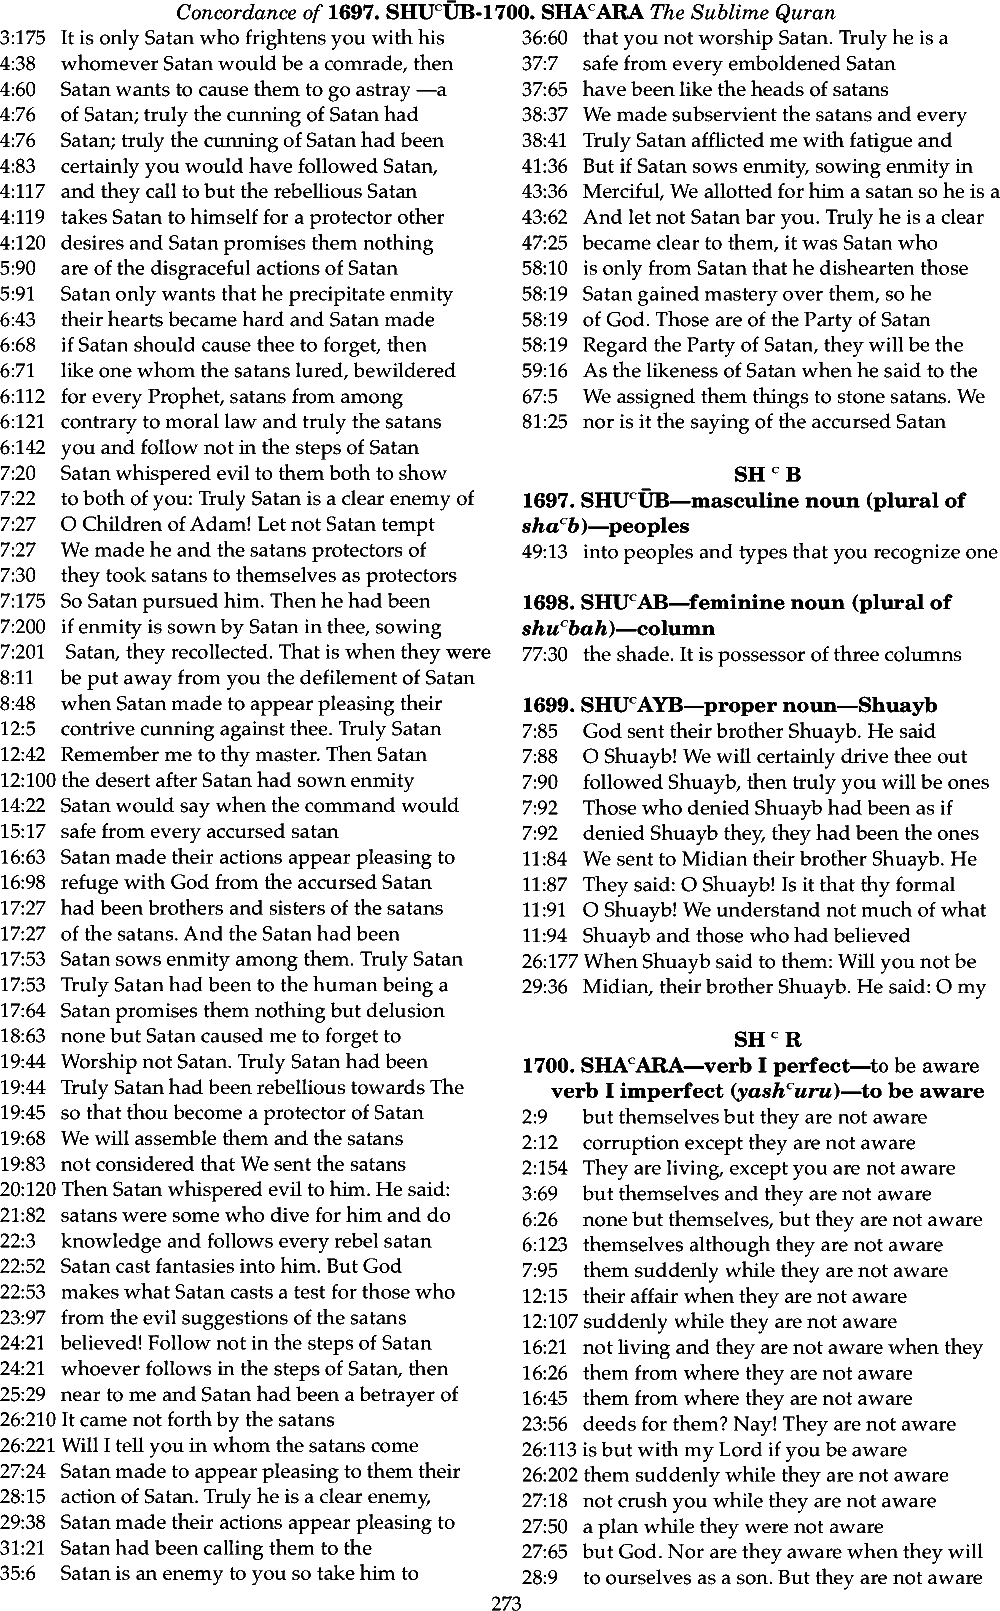 Concordance of 1697. SHUᶜŪB-1700. SHAᶜARA The Sublime Quran
3:175 It is only Satan who frightens you with his
4:38 whomever Satan would be a comrade, then
4:60 Satan wants to cause them to go astray —a
4:76 of Satan; truly the cunning of Satan had
4:76 Satan; truly the cunning of Satan had been
4:83 certainly you would have followed Satan,
4:117 and they call to but the rebellious Satan
4:119 takes Satan to himself for a protector other
4:120 desires and Satan promises them nothing
5:90 are of the disgraceful actions of Satan
5:91 Satan only wants that he precipitate enmity
6:43 their hearts became hard and Satan made
6:68 if Satan should cause thee to forget, then
6:71 like one whom the satans lured, bewildered
6:112 for every Prophet, satans from among
6:121 contrary to moral law and truly the satans
6:142 you and follow not in the steps of Satan
7:20 Satan whispered evil to them both to show
7:22 to both of you: Truly Satan is a clear enemy of
7:27 O Children of Adam! Let not Satan tempt
7:27 We made he and the satans protectors of
7:30 they took satans to themselves as protectors
7:175 So Satan pursued him. Then he had been
7:200 if enmity is sown by Satan in thee, sowing
7:201 Satan, they recollected. That is when they were
8:11 be put away from you the defilement of Satan
8:48 when Satan made to appear pleasing their
12:5 contrive cunning against thee. Truly Satan
12:42 Remember me to thy master. Then Satan
12:100 the desert after Satan had sown enmity
14:22 Satan would say when the command would
15:17 safe from every accursed satan
16:63 Satan made their actions appear pleasing to
16:98 refuge with God from the accursed Satan
17:27 had been brothers and sisters of the satans
17:27 of the satans. And the Satan had been
17:53 Satan sows enmity among them. Truly Satan
17:53 Truly Satan had been to the human being a
17:64 Satan promises them nothing but delusion
18:63 none but Satan caused me to forget to
19:44 Worship not Satan. Truly Satan had been
19:44 Truly Satan had been rebellious towards The
19:45 so that thou become a protector of Satan
19:68 We will assemble them and the satans
19:83 not considered that We sent the satans
20:120 Then Satan whispered evil to him. He said:
21:82 satans were some who dive for him and do
22:3 knowledge and follows every rebel satan
22:52 Satan cast fantasies into him. But God
22:53 makes what Satan casts a test for those who
23:97 from the evil suggestions of the satans
24:21 believed! Follow not in the steps of Satan
24:21 whoever follows in the steps of Satan, then
25:29 near to me and Satan had been a betrayer of
26:210 It came not forth by the satans
26:221 Will I tell you in whom the satans come
27:24 Satan made to appear pleasing to them their
28:15 action of Satan. Truly he is a clear enemy,
29:38 Satan made their actions appear pleasing to
31:21 Satan had been calling them to the
35:6 Satan is an enemy to you so take him to
36:60 that you not worship Satan. Truly he is a
37:7 safe from every emboldened Satan
37:65 have been like the heads of satans
38:37 We made subservient the satans and every
38:41 Truly Satan afflicted me with fatigue and
41:36 But if Satan sows enmity, sowing enmity in
43:36 Merciful, We allotted for him a satan so he is a
43:62 And let not Satan bar you. Truly he is a clear
47:25 became clear to them, it was Satan who
58:10 is only from Satan that he dishearten those
58:19 Satan gained mastery over them, so he
58:19 of God. Those are of the Party of Satan
58:19 Regard the Party of Satan, they will be the
59:16 As the likeness of Satan when he said to the
67:5 We assigned them things to stone satans. We
81:25 nor is it the saying of the accursed Satan
SH ᶜ B
1697. SHUᶜŪB—masculine noun (plural of
shaᶜb)—peoples
49:13 into peoples and types that you recognize one
1698. SHUᶜAB—feminine noun (plural of
shuᶜbah)—column
77:30 the shade. It is possessor of three columns
1699. SHUᶜAYB—proper noun—Shuayb
7:85 God sent their brother Shuayb. He said
7:88 O Shuayb! We will certainly drive thee out
7:90 followed Shuayb, then truly you will be ones
7:92 Those who denied Shuayb had been as if
7:92 denied Shuayb they, they had been the ones
11:84 We sent to Midian their brother Shuayb. He
11:87 They said: O Shuayb! Is it that thy formal
11:91 O Shuayb! We understand not much of what
11:94 Shuayb and those who had believed
26:177 When Shuayb said to them: Will you not be
29:36 Midian, their brother Shuayb. He said: O my
SH ᶜ R
1700. SHAᶜARA—verb I perfect—to be aware
verb I imperfect (yashᶜuru)—to be aware
2:9 but themselves but they are not aware
2:12 corruption except they are not aware
2:154 They are living, except you are not aware
3:69 but themselves and they are not aware
6:26 none but themselves, but they are not aware
6:123 themselves although they are not aware
7:95 them suddenly while they are not aware
12:15 their affair when they are not aware
12:107 suddenly while they are not aware
16:21 not living and they are not aware when they
16:26 them from where they are not aware
16:45 them from where they are not aware
23:56 deeds for them? Nay! They are not aware
26:113 is but with my Lord if you be aware
26:202 them suddenly while they are not aware
27:18 not crush you while they are not aware
27:50 a plan while they were not aware
27:65 but God. Nor are they aware when they will
28:9 to ourselves as a son. But they are not aware
273